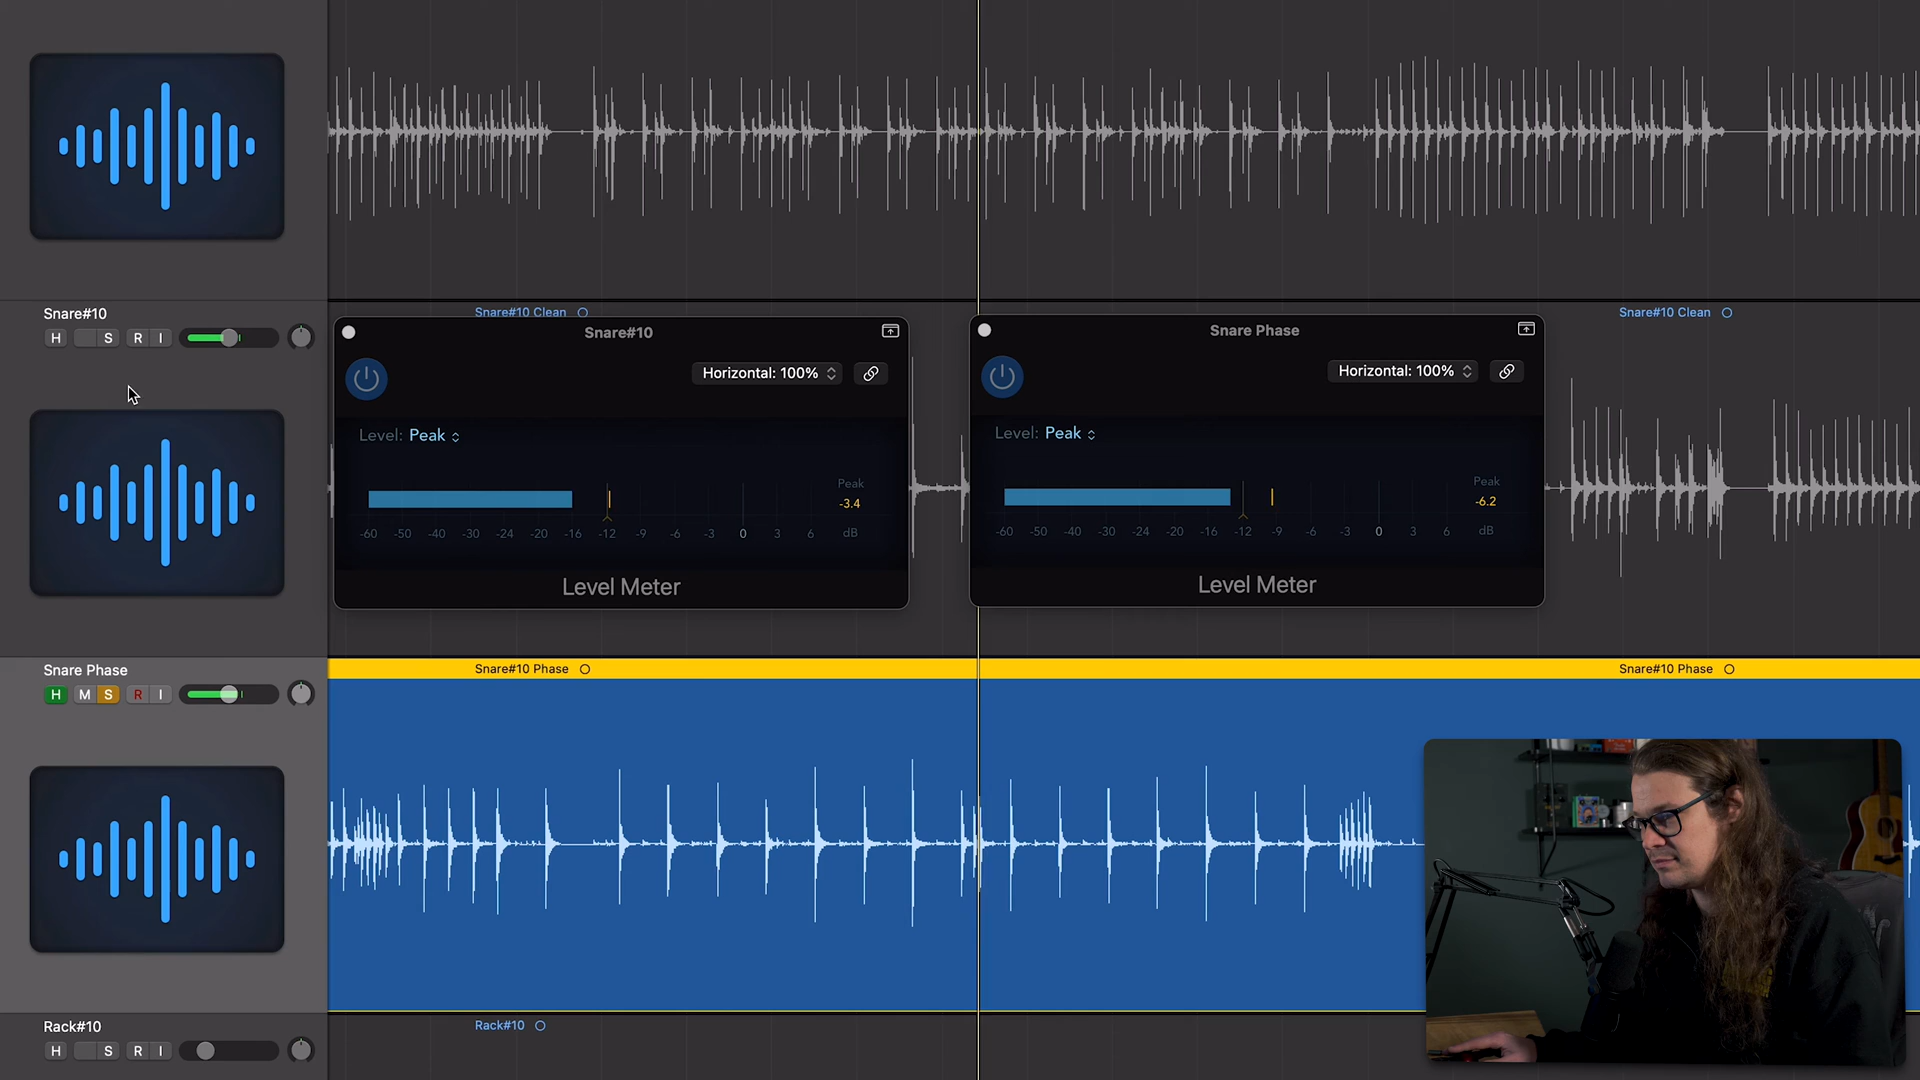 Snare#10
H S R I
Snare#10 Clean
Snare#10 Clean
Snare#10
Horizontal: 100%
Level: Peak
Peak
-3.4
-60 -50 -40 -30 -24 -20 -16 -12 -9 -6 -3 0 3 6 dB
Level Meter
Snare Phase
Horizontal: 100%
Level: Peak
Peak
-6.2
-60 -50 -40 -30 -24 -20 -16 -12 -9 -6 -3 0 3 6 dB
Level Meter
Snare Phase
H M S R I
Snare#10 Phase
Snare#10 Phase
Rack#10
H S R I
Rack#10